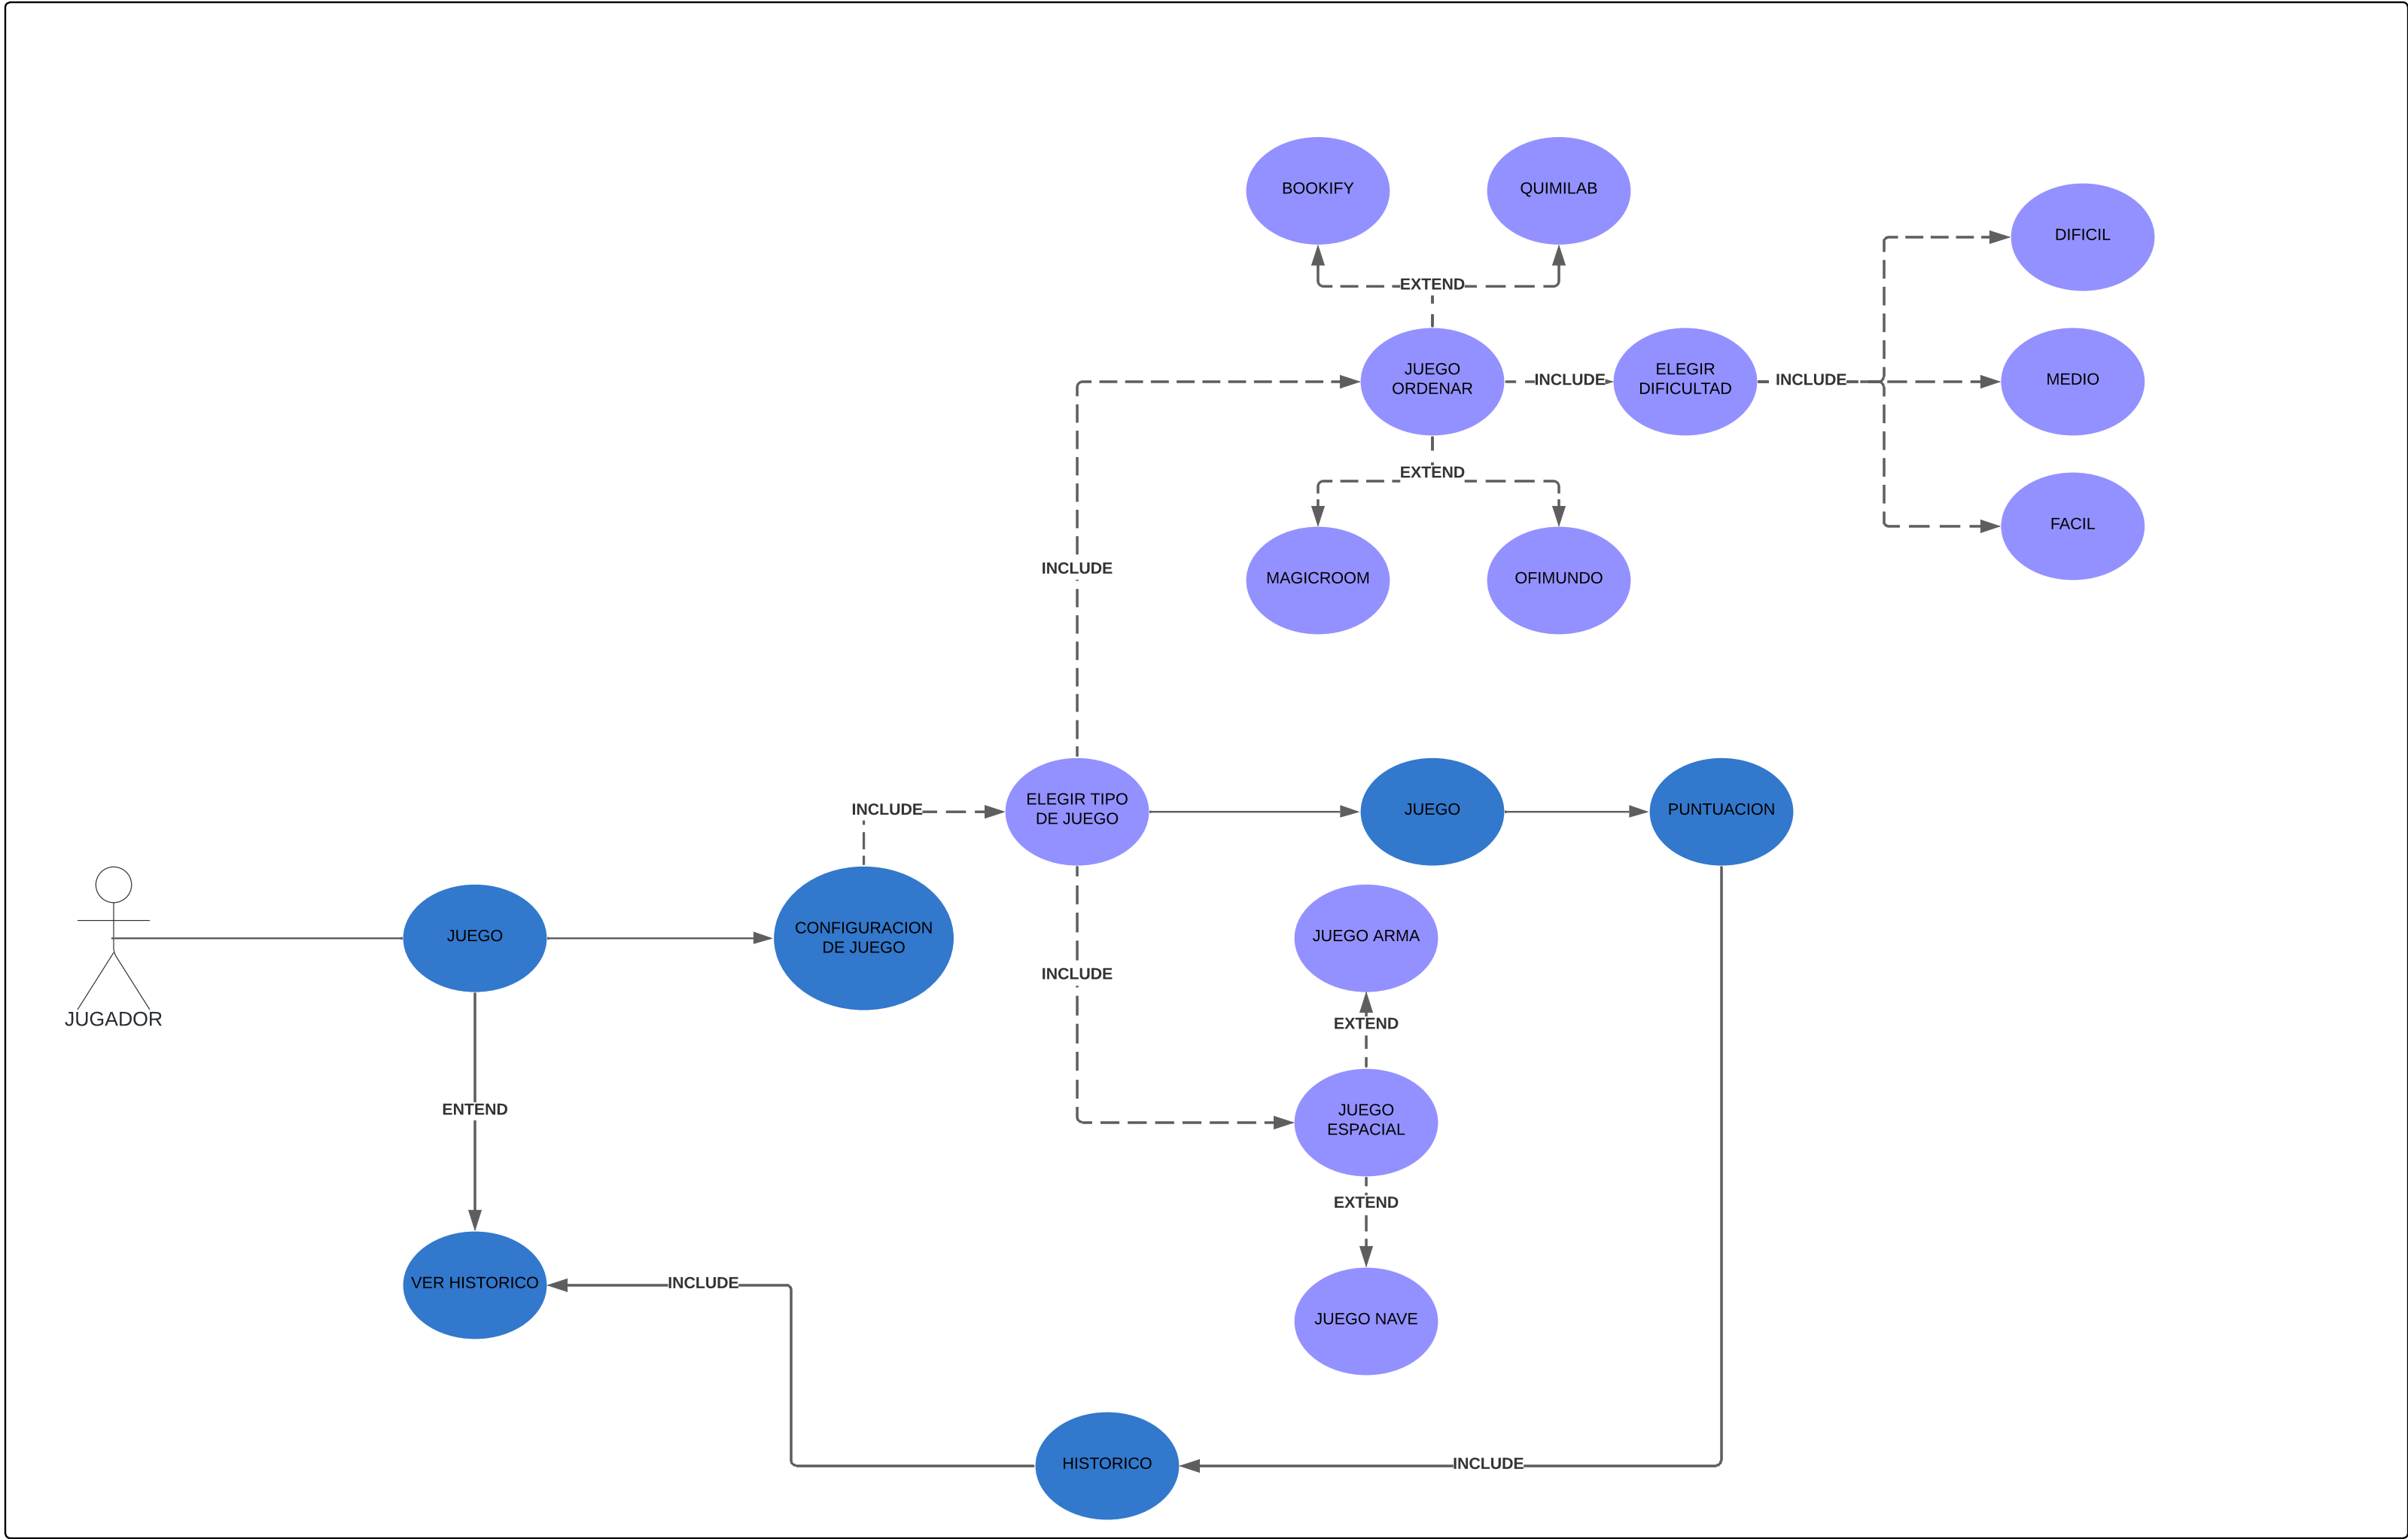 BOOKIFY
QUIMILAB
DIFICIL
EXTEND
JUEGO
ORDENAR
INCLUDE
ELEGIR
DIFICULTAD
INCLUDE
MEDIO
EXTEND
FACIL
INCLUDE
MAGICROOM
OFIMUNDO
INCLUDE
ELEGIR TIPO
DE JUEGO
JUEGO
PUNTUACION
JUGADOR
JUEGO
CONFIGURACION
DE JUEGO
JUEGO ARMA
INCLUDE
EXTEND
ENTEND
JUEGO
ESPACIAL
EXTEND
VER HISTORICO
INCLUDE
JUEGO NAVE
HISTORICO
INCLUDE